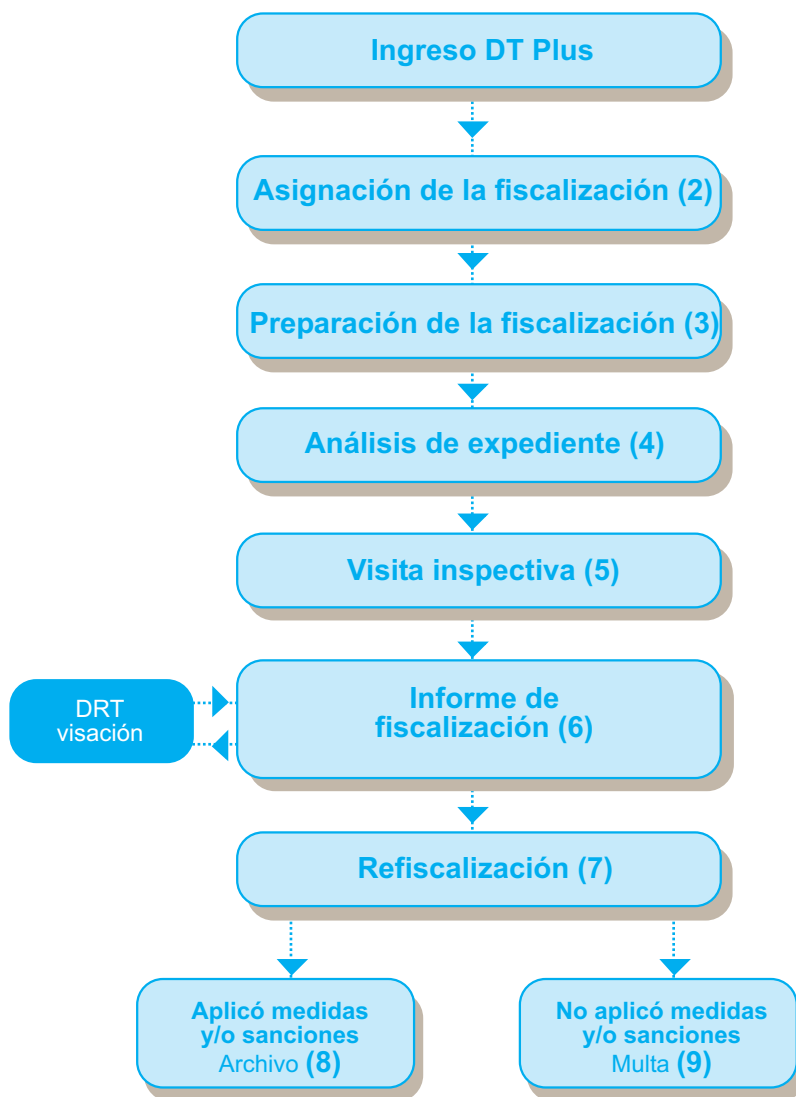 Ingreso DT Plus
Asignación de la fiscalización (2)
Preparación de la fiscalización (3)
Análisis de expediente (4)
Visita inspectiva (5)
DRT
visación
Informe de
fiscalización (6)
Refiscalización (7)
Aplicó medidas
y/o sanciones
Archivo (8)
No aplicó medidas
y/o sanciones
Multa (9)